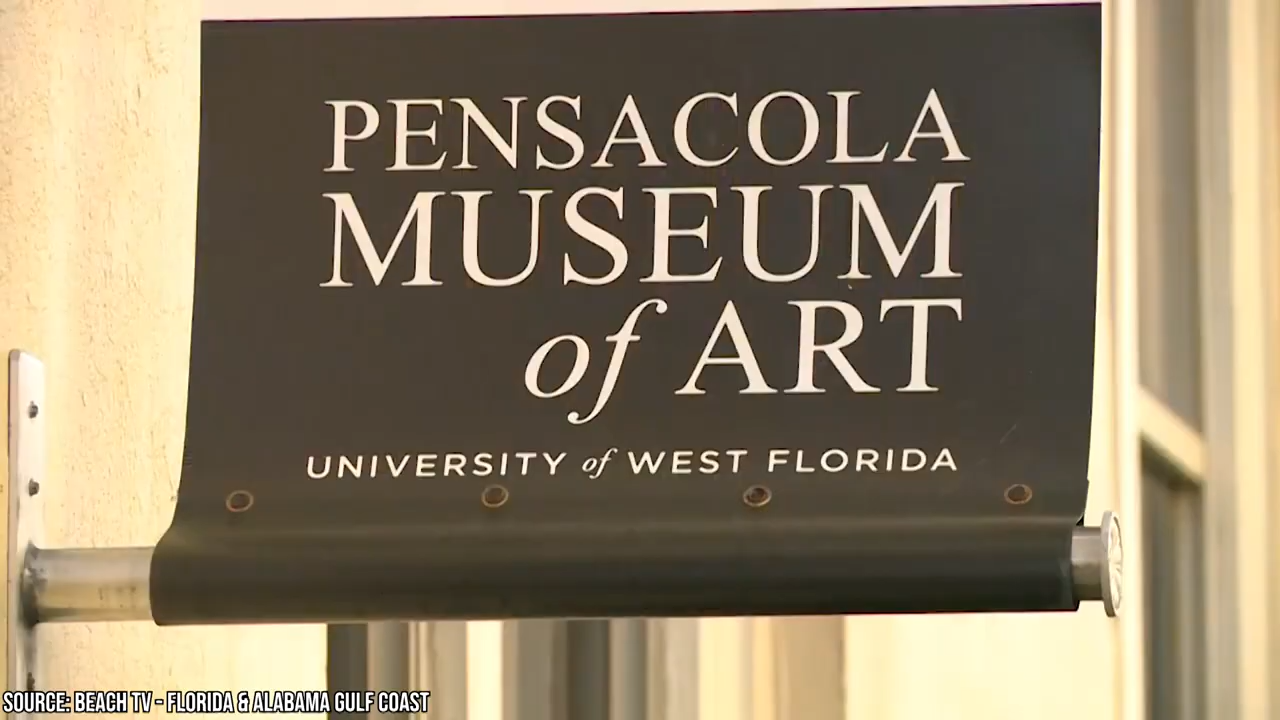 PENSACOLA
MUSEUM
of ART
UNIVERSITY of WEST FLORIDA
SOURCE: BEACH TV - FLORIDA & ALABAMA GULF COAST